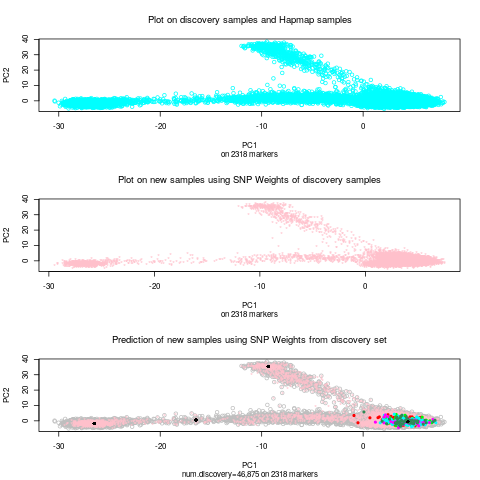 Plot on discovery samples and Hapmap samples
40
30
20
10
0
PC2
-30 -20 -10 0
PC1
on 2318 markers
Plot on new samples using SNP Weights of discovery samples
40
30
20
10
0
PC2
-30 -20 -10 0
PC1
on 2318 markers
Prediction of new samples using SNP Weights from discovery set
40
30
20
10
0
PC2
-30 -20 -10 0
PC1
num.discovery=46,875 on 2318 markers